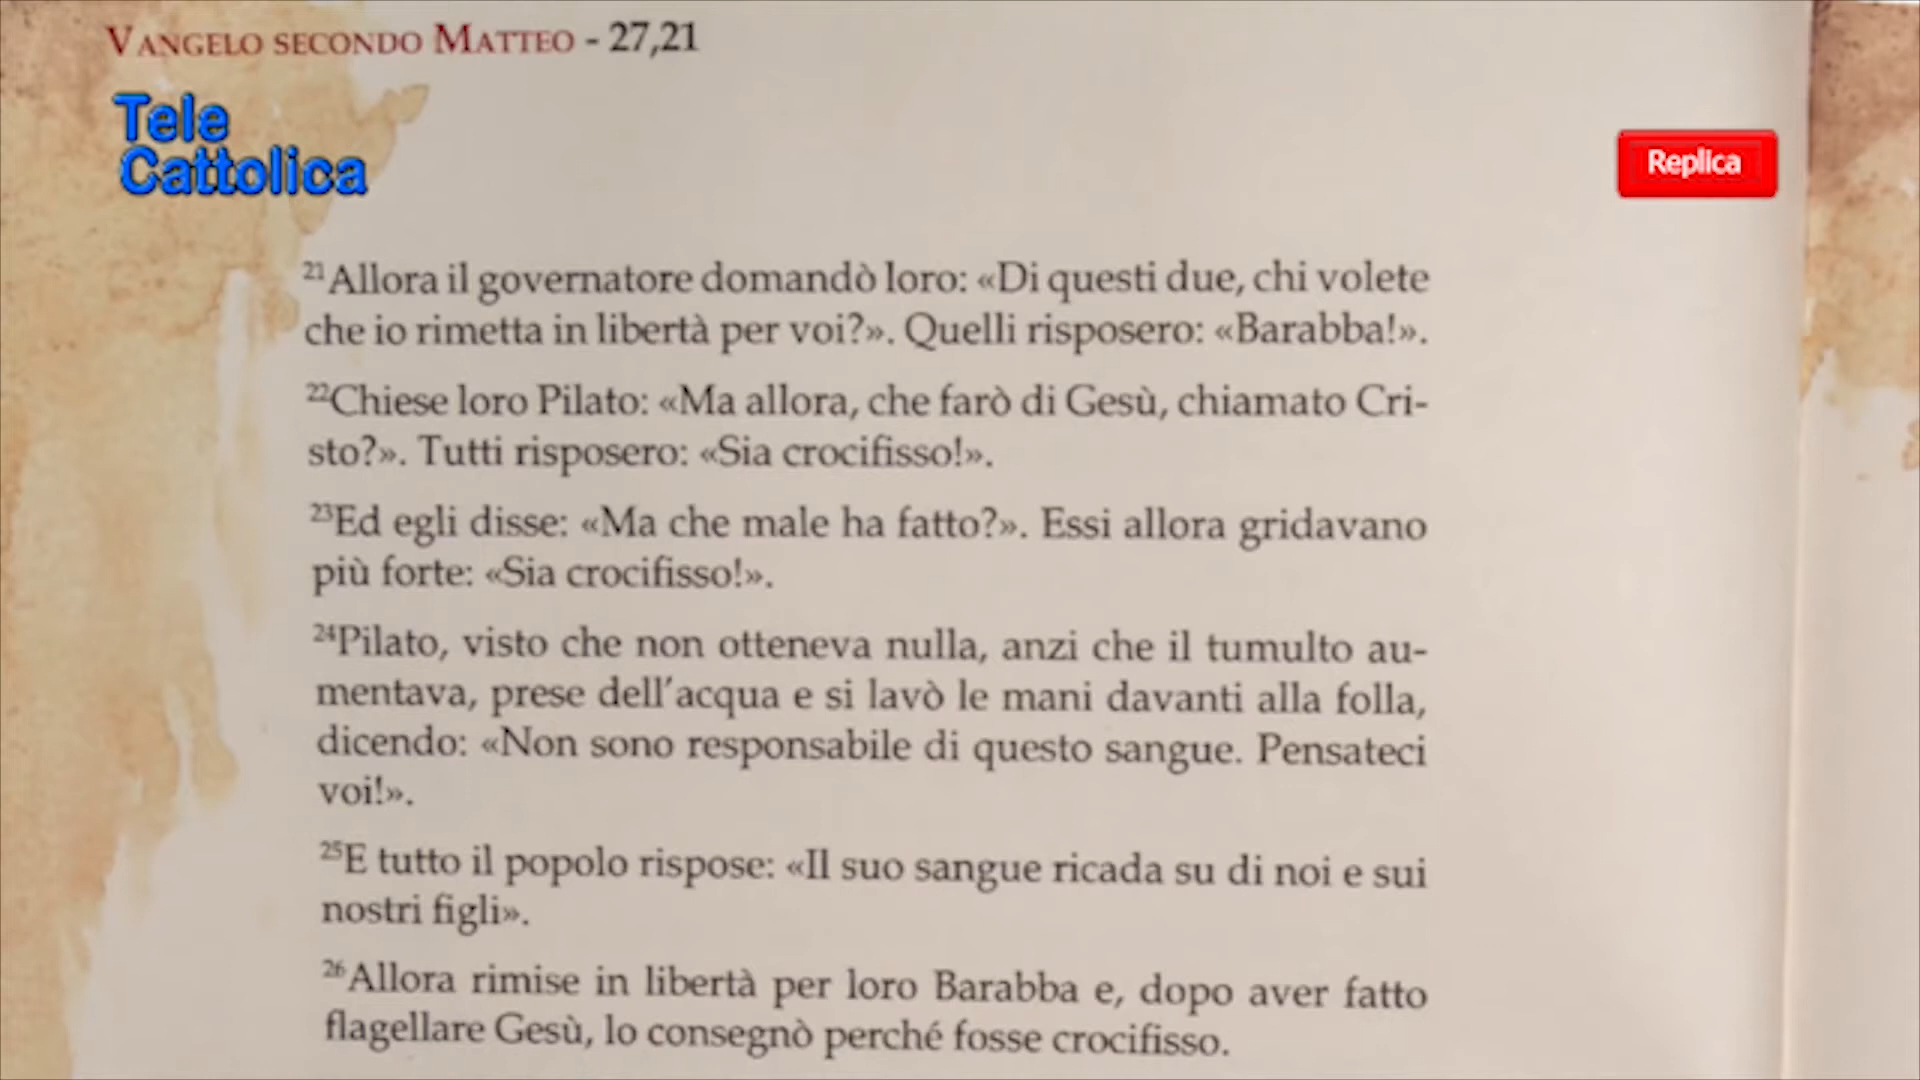 VANGELO SECONDO MATTEO - 27,21
Tele
Cattolica
Replica
21Allora il governatore domandò loro: «Di questi due, chi volete
che io rimetta in libertà per voi?». Quelli risposero: «Barabba!».
22Chiese loro Pilato: «Ma allora, che farò di Gesù, chiamato Cri-
sto?». Tutti risposero: «Sia crocifisso!».
23Ed egli disse: «Ma che male ha fatto?». Essi allora gridavano
più forte: «Sia crocifisso!».
24Pilato, visto che non otteneva nulla, anzi che il tumulto au-
mentava, prese dell'acqua e si lavò le mani davanti alla folla,
dicendo: «Non sono responsabile di questo sangue. Pensateci
voi!».
25E tutto il popolo rispose: «Il suo sangue ricada su di noi e sui
nostri figli».
26Allora rimise in libertà per loro Barabba e, dopo aver fatto
flagellare Gesù, lo consegnò perché fosse crocifisso.